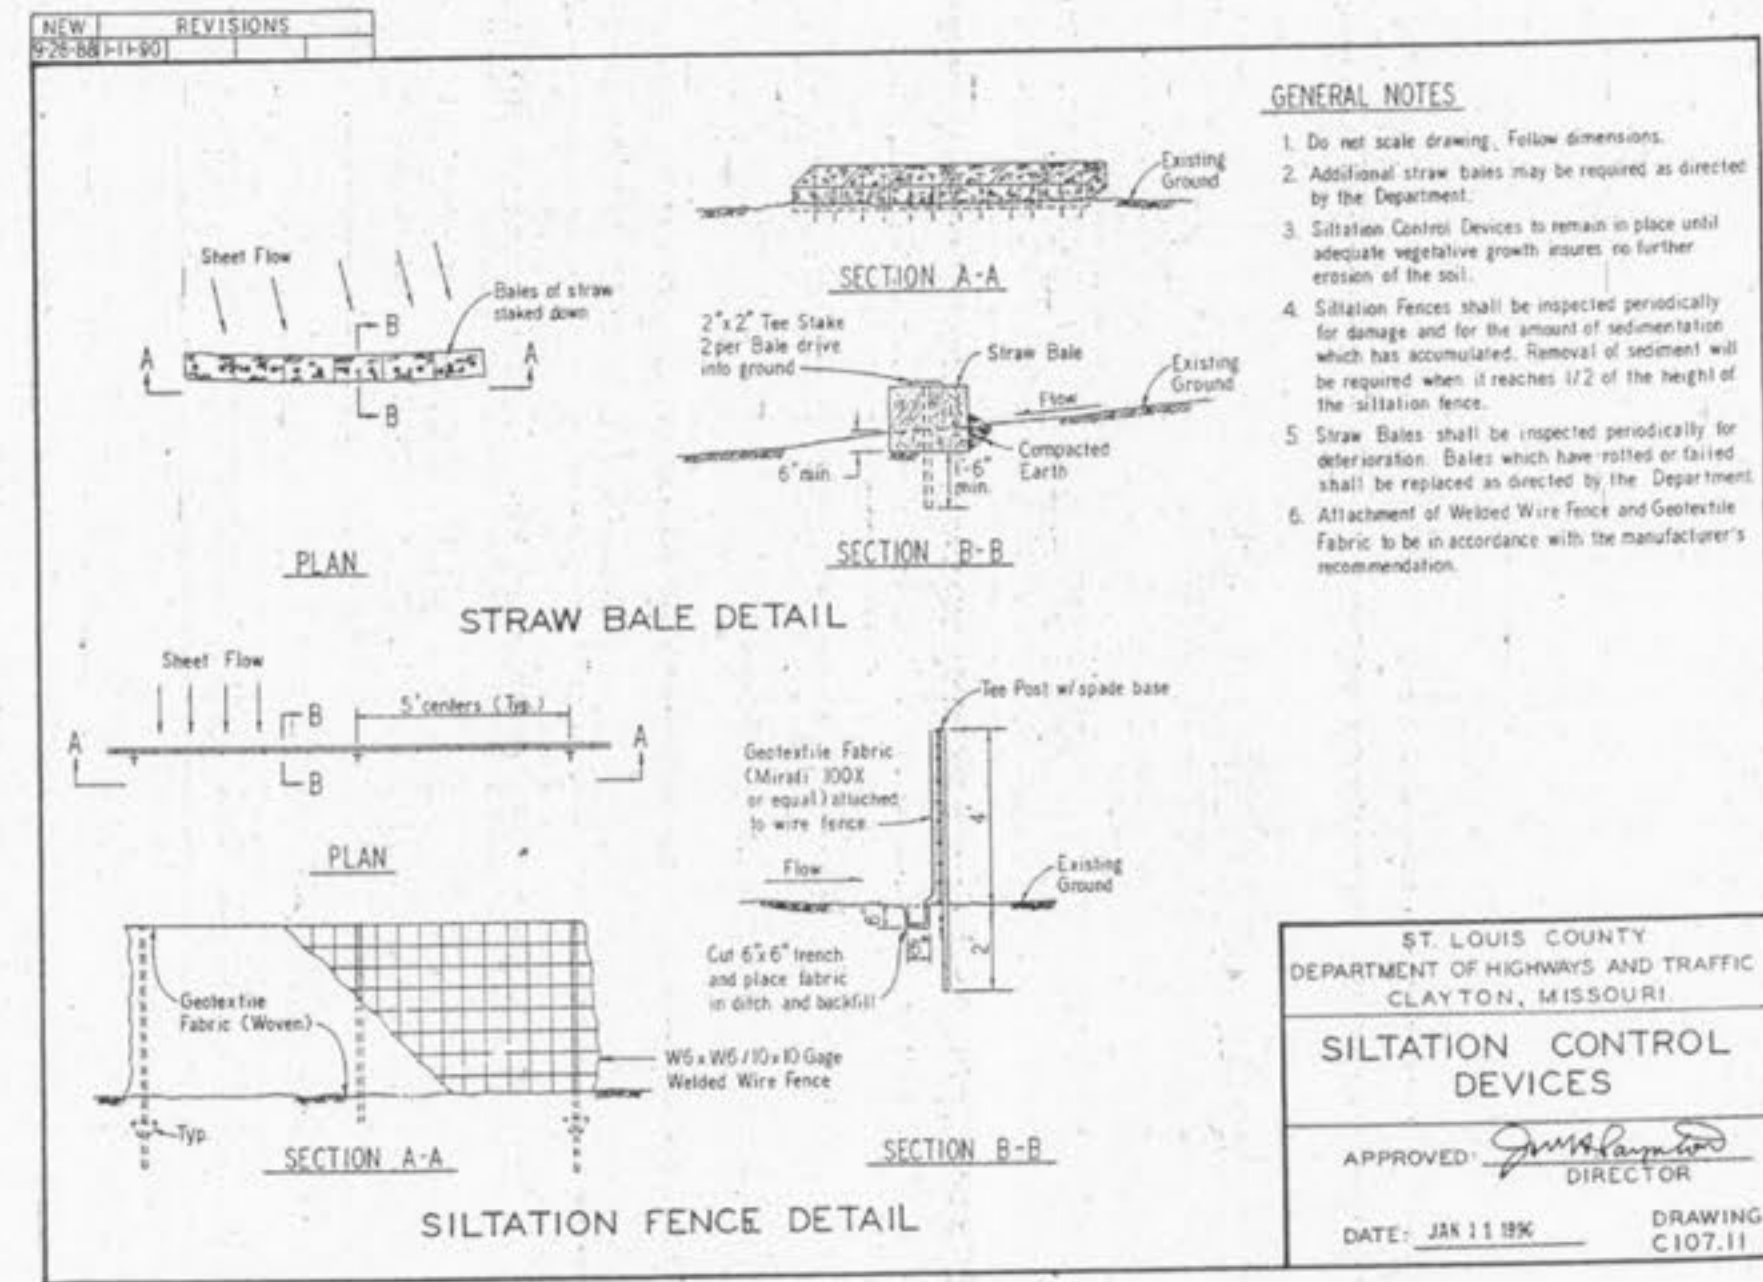 NEW REVISIONS
9-28-88 1-11-90
Sheet Flow
Bales of straw
staked down
A A
B
B
PLAN
Existing
Ground
SECTION A-A
2"x 2" Tee Stake
2 per Bale drive
into ground
Straw Bale
Existing
Ground
Flow
6" min.
1'-6"
min.
Compacted
Earth
SECTION B-B
STRAW BALE DETAIL
GENERAL NOTES
1. Do not scale drawing. Follow dimensions.
2. Additional straw bales may be required as directed
by the Department.
3. Siltation Control Devices to remain in place until
adequate vegetative growth insures no further
erosion of the soil.
4. Siltation Fences shall be inspected periodically
for damage and for the amount of sedimentation
which has accumulated. Removal of sediment will
be required when it reaches 1/2 of the height of
the siltation fence.
5. Straw Bales shall be inspected periodically for
deterioration. Bales which have rotted or failed
shall be replaced as directed by the Department.
6. Attachment of Welded Wire Fence and Geotextile
Fabric to be in accordance with the manufacturer's
recommendation.
Sheet Flow
5' centers (Typ.)
A A
B
B
PLAN
Geotextile
Fabric (Woven)
W6 x W6 / 10 x 10 Gage
Welded Wire Fence
Typ.
SECTION A-A
Tee Post w/spade base
Geotextile Fabric
(Mirafi 100X
or equal) attached
to wire fence.
4'
Flow
Existing
Ground
6"
6"
2'
Cut 6"x 6" trench
and place fabric
in ditch and backfill
SECTION B-B
SILTATION FENCE DETAIL
ST. LOUIS COUNTY
DEPARTMENT OF HIGHWAYS AND TRAFFIC
CLAYTON, MISSOURI
SILTATION CONTROL
DEVICES
APPROVED:
DIRECTOR
DATE: JAN 11
DRAWING
C107.11